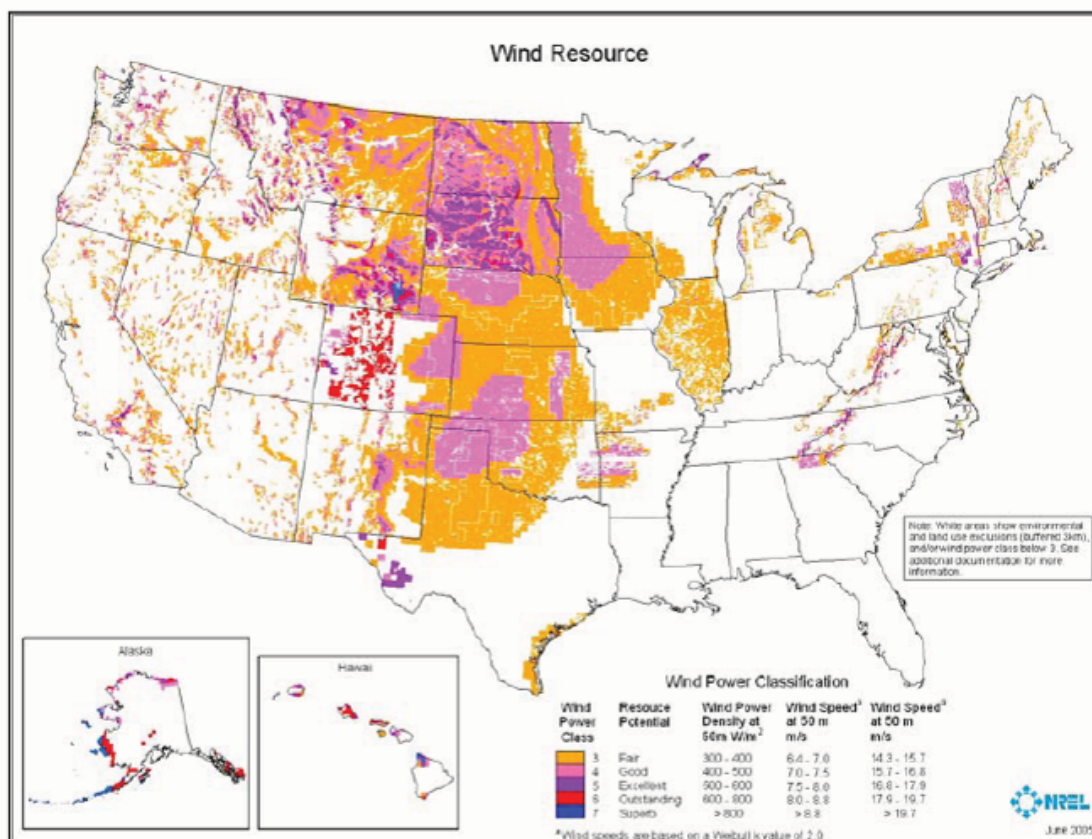 Wind Resource
Note: White areas show environmental
and land use exclusions (buffered 3km),
and/or wind power class below 3. See
additional documentation for more
information.
Alaska
Hawaii
Wind Power Classification
Wind Power Class
Resouce Potential
Wind Power Density at 50m W/m²
Wind Speedª at 50 m m/s
Wind Speedª at 50 m m/s
3 Fair 300 - 400 6.4 - 7.0 14.3 - 15.7
4 Good 400 - 500 7.0 - 7.5 15.7 - 16.8
5 Excellent 500 - 600 7.5 - 8.0 16.8 - 17.9
6 Outstanding 600 - 800 8.0 - 8.8 17.9 - 19.7
7 Superb > 800 > 8.8 > 19.7
ªWind speeds are based on a Weibull k value of 2.0
NREL
June